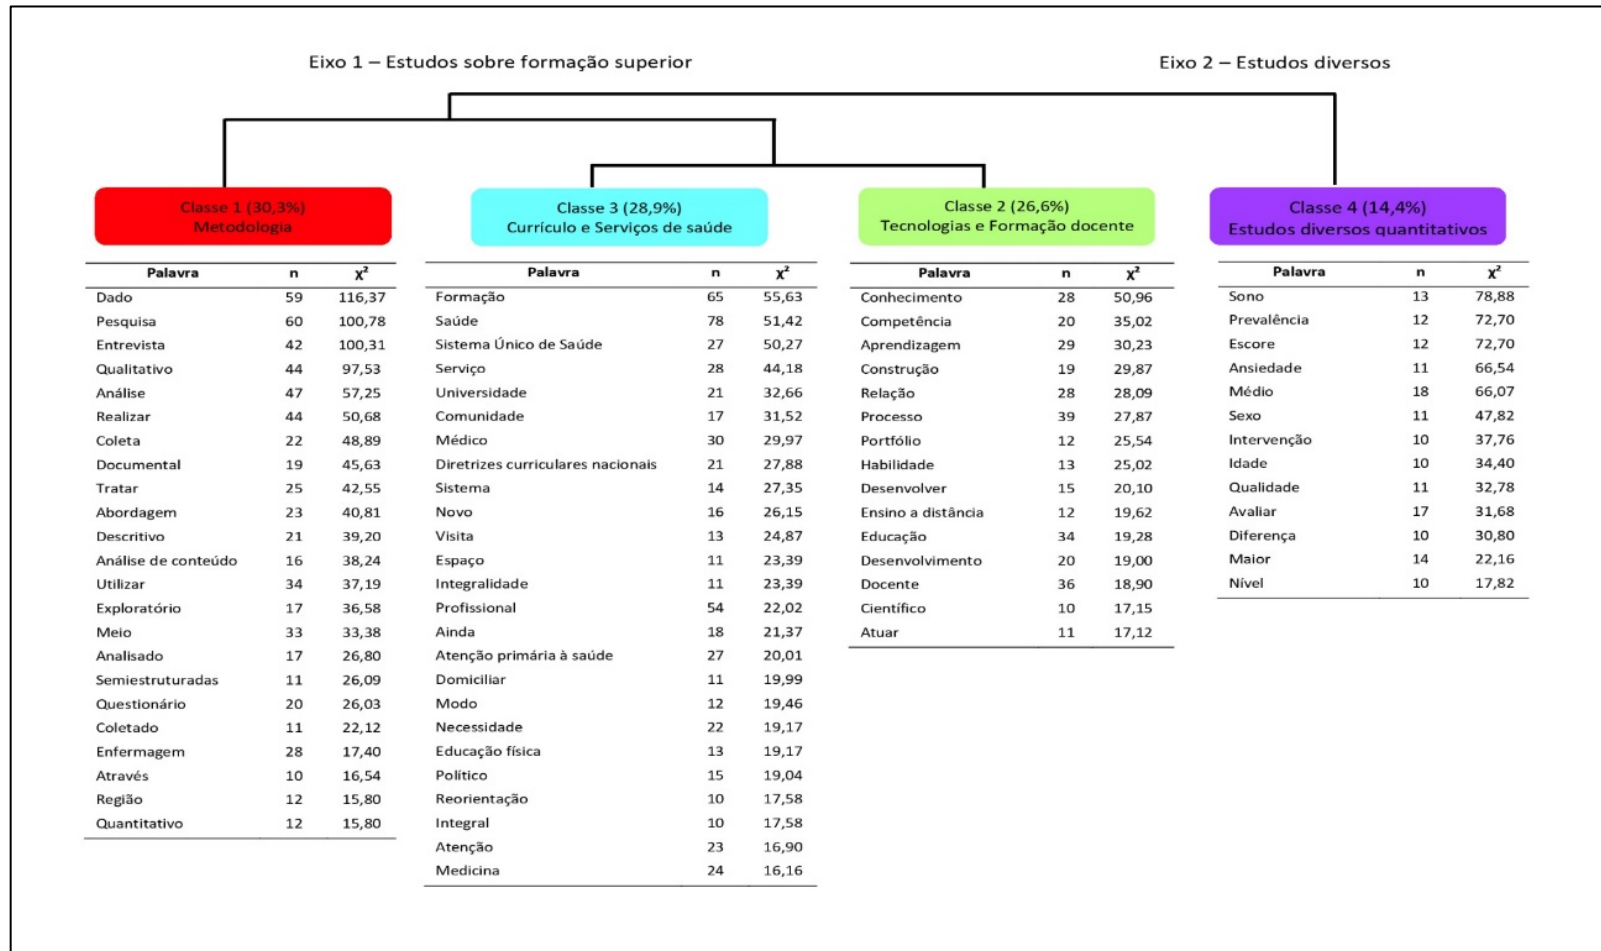 Eixo 1 – Estudos sobre formação superior
Eixo 2 – Estudos diversos
Classe 1 (30,3%)
Metodologia
Palavra n χ²
Dado 59 116,37
Pesquisa 60 100,78
Entrevista 42 100,31
Qualitativo 44 97,53
Análise 47 57,25
Realizar 44 50,68
Coleta 22 48,89
Documental 19 45,63
Tratar 25 42,55
Abordagem 23 40,81
Descritivo 21 39,20
Análise de conteúdo 16 38,24
Utilizar 34 37,19
Exploratório 17 36,58
Meio 33 33,38
Analisado 17 26,80
Semiestruturadas 11 26,09
Questionário 20 26,03
Coletado 11 22,12
Enfermagem 28 17,40
Através 10 16,54
Região 12 15,80
Quantitativo 12 15,80
Classe 3 (28,9%)
Currículo e Serviços de saúde
Palavra n χ²
Formação 65 55,63
Saúde 78 51,42
Sistema Único de Saúde 27 50,27
Serviço 28 44,18
Universidade 21 32,66
Comunidade 17 31,52
Médico 30 29,97
Diretrizes curriculares nacionais 21 27,88
Sistema 14 27,35
Novo 16 26,15
Visita 13 24,87
Espaço 11 23,39
Integralidade 11 23,39
Profissional 54 22,02
Ainda 18 21,37
Atenção primária à saúde 27 20,01
Domiciliar 11 19,99
Modo 12 19,46
Necessidade 22 19,17
Educação física 13 19,17
Político 15 19,04
Reorientação 10 17,58
Integral 10 17,58
Atenção 23 16,90
Medicina 24 16,16
Classe 2 (26,6%)
Tecnologias e Formação docente
Palavra n χ²
Conhecimento 28 50,96
Competência 20 35,02
Aprendizagem 29 30,23
Construção 19 29,87
Relação 28 28,09
Processo 39 27,87
Portfólio 12 25,54
Habilidade 13 25,02
Desenvolver 15 20,10
Ensino a distância 12 19,62
Educação 34 19,28
Desenvolvimento 20 19,00
Docente 36 18,90
Científico 10 17,15
Atuar 11 17,12
Classe 4 (14,4%)
Estudos diversos quantitativos
Palavra n χ²
Sono 13 78,88
Prevalência 12 72,70
Escore 12 72,70
Ansiedade 11 66,54
Médio 18 66,07
Sexo 11 47,82
Intervenção 10 37,76
Idade 10 34,40
Qualidade 11 32,78
Avaliar 17 31,68
Diferença 10 30,80
Maior 14 22,16
Nível 10 17,82